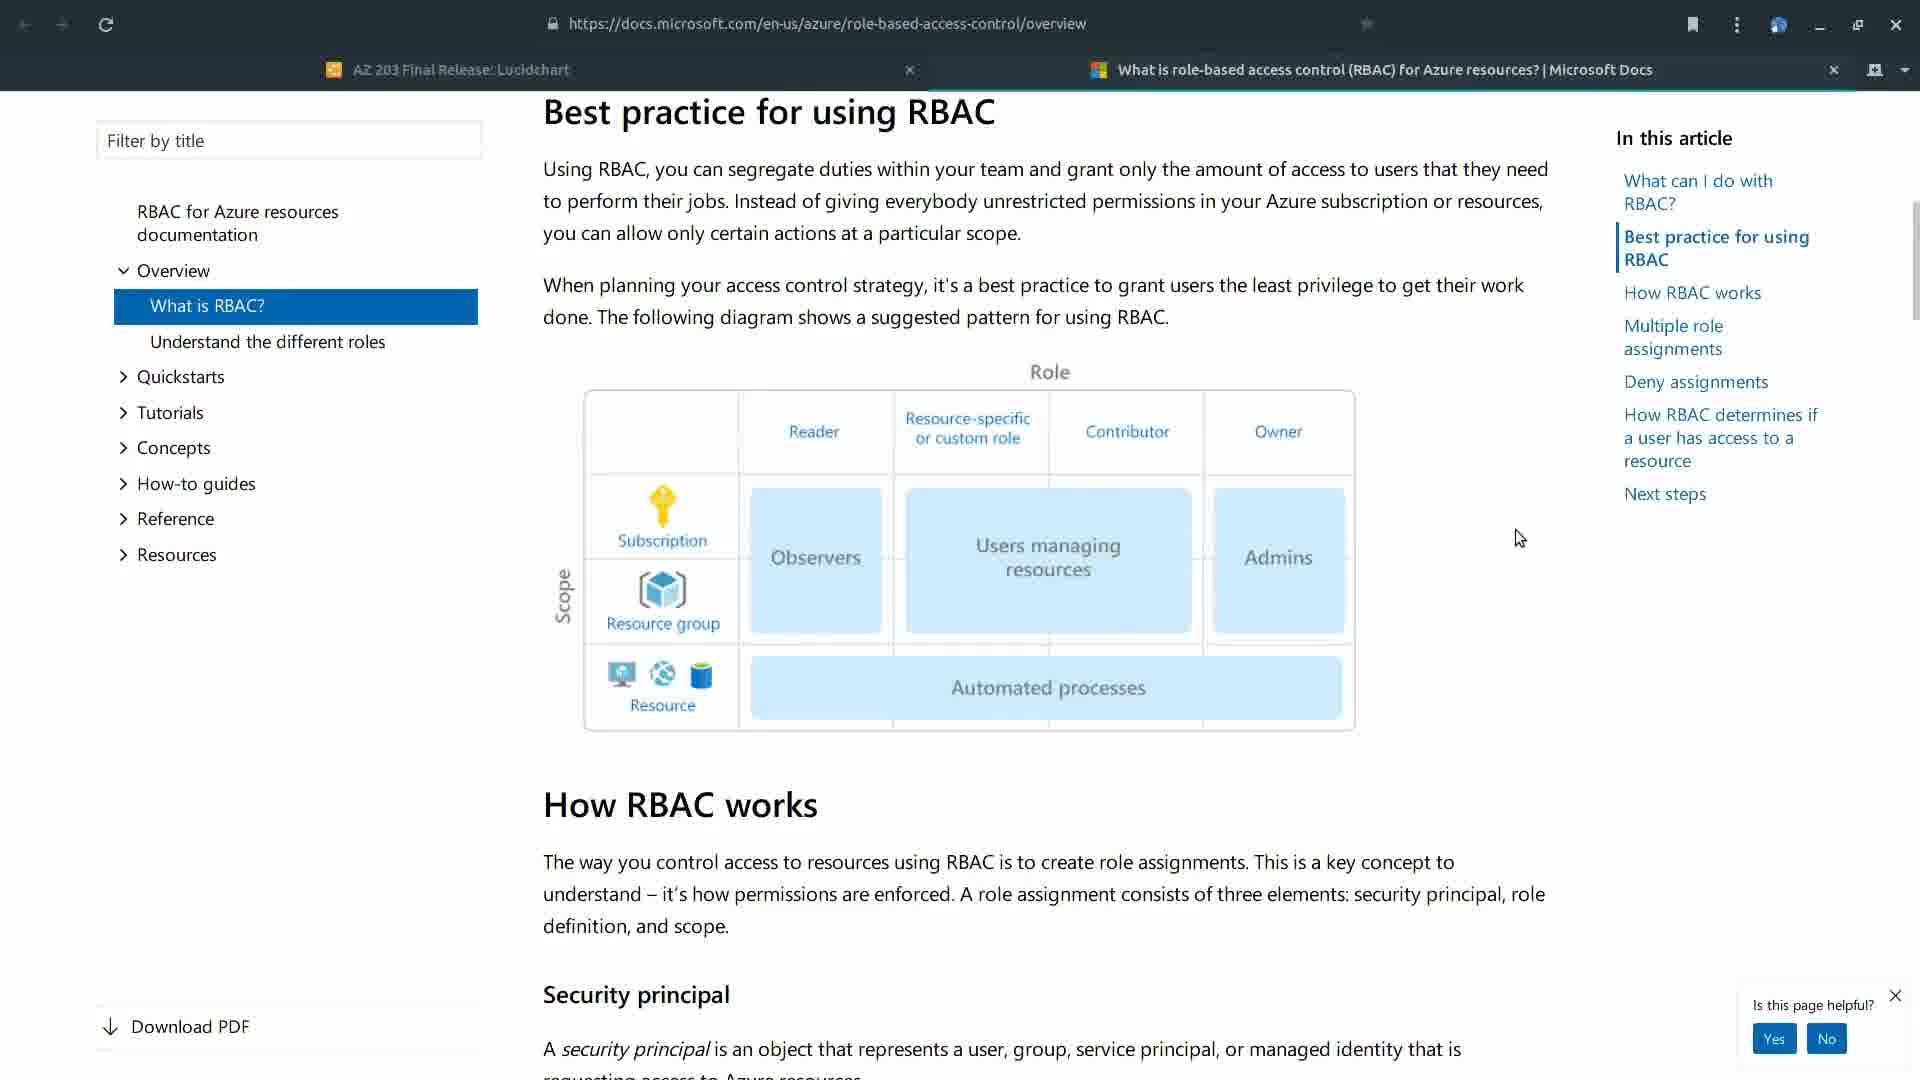 https://docs.microsoft.com/en-us/azure/role-based-access-control/overview
AZ 203 Final Release: Lucidchart
What is role-based access control (RBAC) for Azure resources? | Microsoft Docs
Filter by title
RBAC for Azure resources
documentation
Overview
What is RBAC?
Understand the different roles
Quickstarts
Tutorials
Concepts
How-to guides
Reference
Resources
Download PDF
Best practice for using RBAC
Using RBAC, you can segregate duties within your team and grant only the amount of access to users that they need
to perform their jobs. Instead of giving everybody unrestricted permissions in your Azure subscription or resources,
you can allow only certain actions at a particular scope.
When planning your access control strategy, it's a best practice to grant users the least privilege to get their work
done. The following diagram shows a suggested pattern for using RBAC.
Role
Reader
Resource-specific
or custom role
Contributor
Owner
Scope
Subscription
Resource group
Resource
Observers
Users managing
resources
Admins
Automated processes
How RBAC works
The way you control access to resources using RBAC is to create role assignments. This is a key concept to
understand – it's how permissions are enforced. A role assignment consists of three elements: security principal, role
definition, and scope.
Security principal
A security principal is an object that represents a user, group, service principal, or managed identity that is
requesting access to Azure resources.
In this article
What can I do with
RBAC?
Best practice for using
RBAC
How RBAC works
Multiple role
assignments
Deny assignments
How RBAC determines if
a user has access to a
resource
Next steps
Is this page helpful?
Yes
No